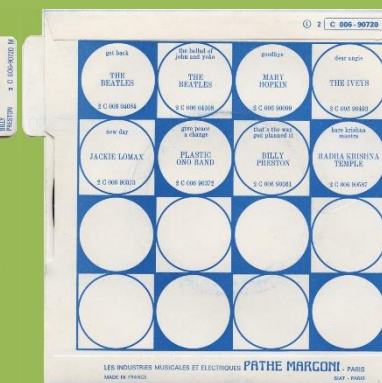 © 2 C 006-90720
get back
THE
BEATLES
2 C 006 04084
the ballad of
john and yoko
THE
BEATLES
2 C 006 04108
goodbye
MARY
HOPKIN
2 C 006 90099
dear angie
THE IVEYS
2 C 006 90493
new day
JACKIE LOMAX
2 C 006 90373
give peace
a chance
PLASTIC
ONO BAND
2 C 006 90372
that's the way
god planned it
BILLY
PRESTON
2 C 006 90361
hare krishna
mantra
RADHA KRISHNA
TEMPLE
2 C 006 90587
LES INDUSTRIES MUSICALES ET ELECTRIQUES PATHE MARCONI - PARIS
MADE IN FRANCE
SIAT - PARIS
BILLY
PRESTON
2 C 006-90720 M